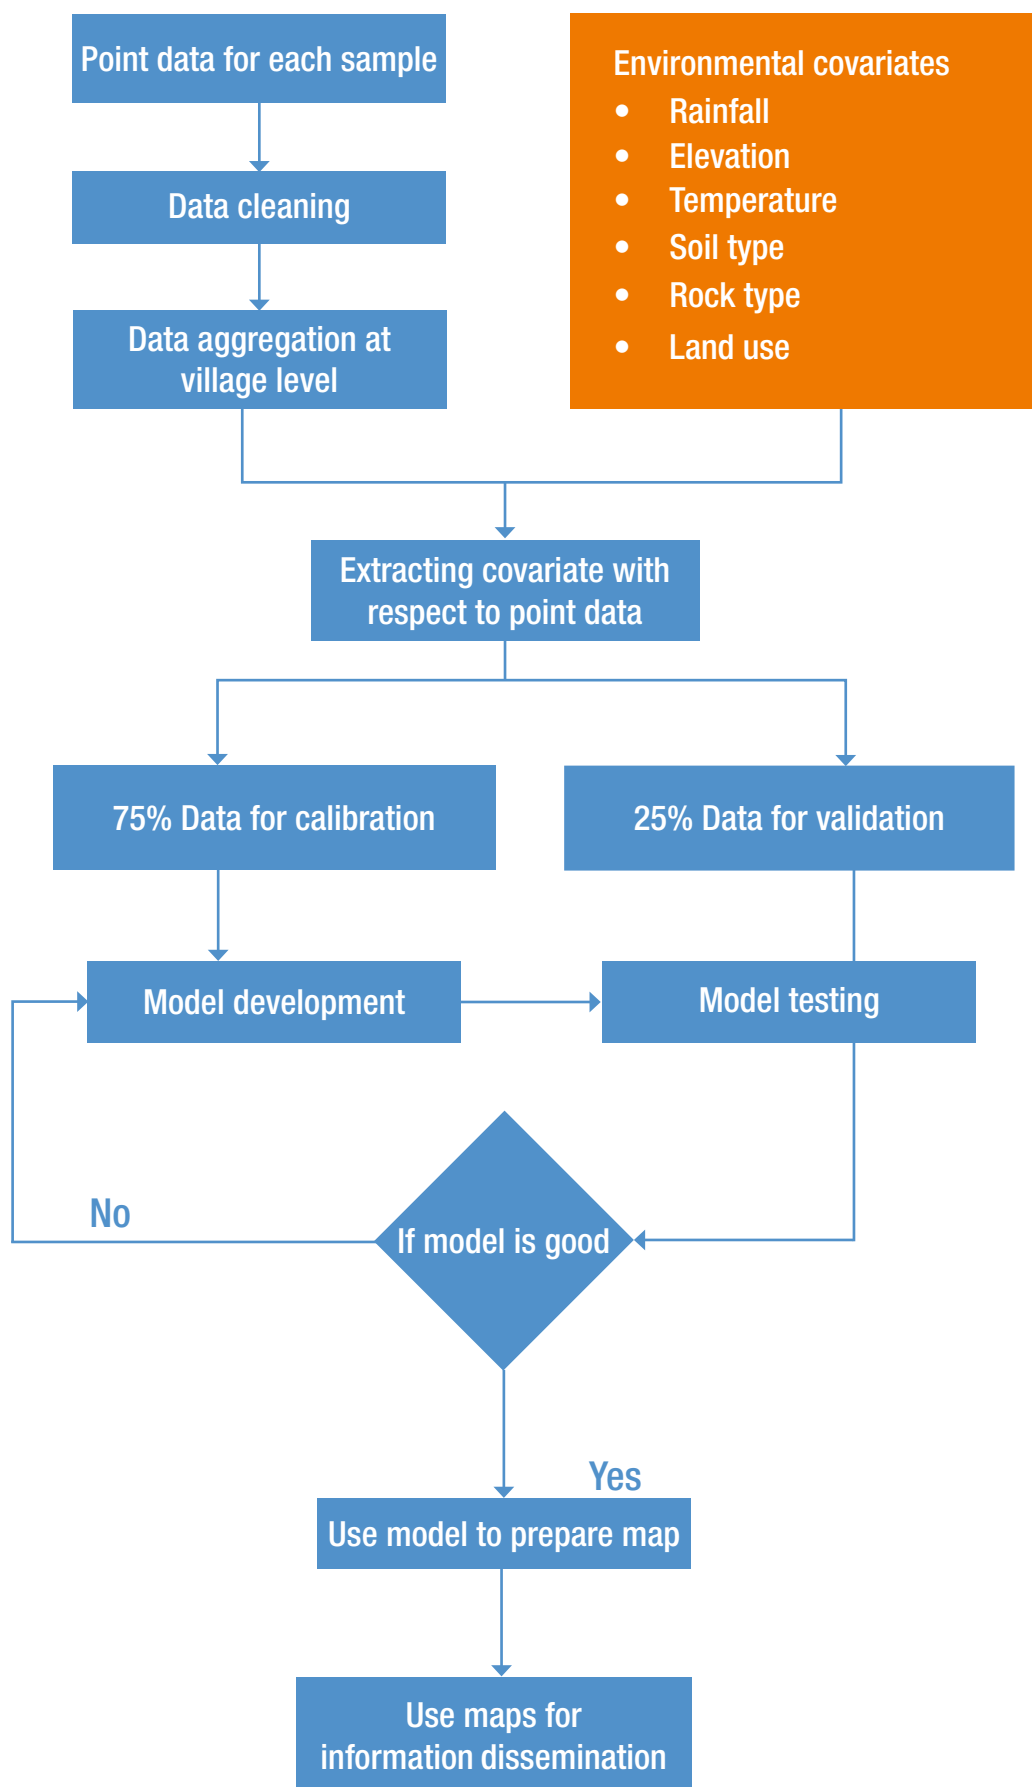 Point data for each sample
Data cleaning
Data aggregation at
village level
Environmental covariates
• Rainfall
• Elevation
• Temperature
• Soil type
• Rock type
• Land use
Extracting covariate with
respect to point data
75% Data for calibration
25% Data for validation
Model development
Model testing
If model is good
No
Yes
Use model to prepare map
Use maps for
information dissemination